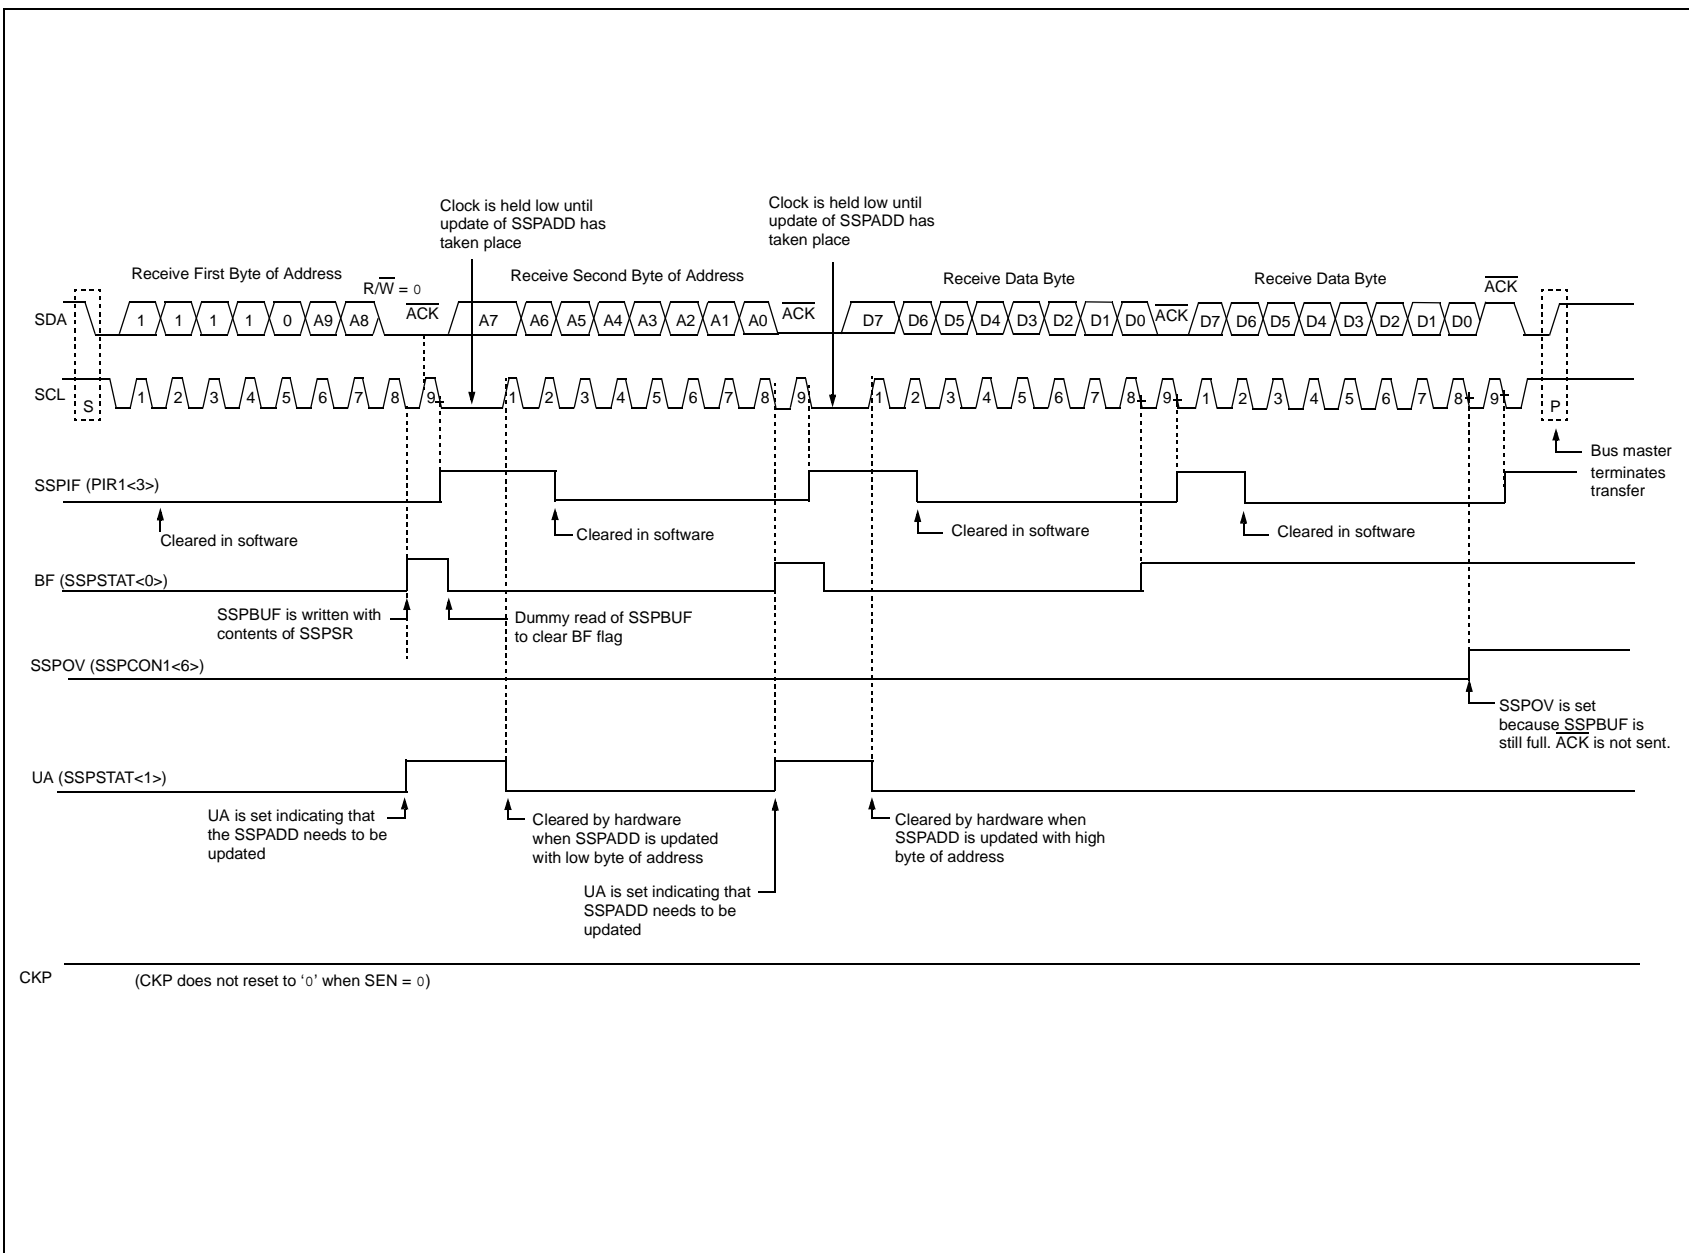 Clock is held low until
update of SSPADD has
taken place
Clock is held low until
update of SSPADD has
taken place
Receive First Byte of Address
R/W = 0
ACK
Receive Second Byte of Address
ACK
Receive Data Byte
ACK
Receive Data Byte
ACK
SDA
1 1 1 1 0 A9 A8
A7 A6 A5 A4 A3 A2 A1 A0
D7 D6 D5 D4 D3 D2 D1 D0
D7 D6 D5 D4 D3 D2 D1 D0
SCL
S
1 2 3 4 5 6 7 8 9
1 2 3 4 5 6 7 8 9
1 2 3 4 5 6 7 8 9
1 2 3 4 5 6 7 8 9
P
Bus master
terminates
transfer
SSPIF (PIR1<3>)
Cleared in software
Cleared in software
Cleared in software
Cleared in software
BF (SSPSTAT<0>)
SSPBUF is written with
contents of SSPSR
Dummy read of SSPBUF
to clear BF flag
SSPOV (SSPCON1<6>)
SSPOV is set
because SSPBUF is
still full. ACK is not sent.
UA (SSPSTAT<1>)
UA is set indicating that
the SSPADD needs to be
updated
Cleared by hardware
when SSPADD is updated
with low byte of address
UA is set indicating that
SSPADD needs to be
updated
Cleared by hardware when
SSPADD is updated with high
byte of address
CKP
(CKP does not reset to ‘0’ when SEN = 0)